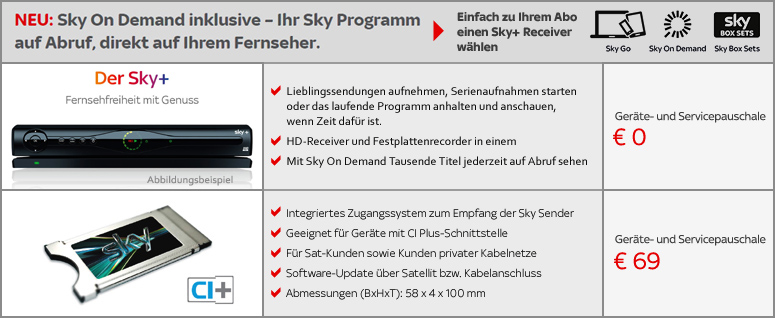 NEU: Sky On Demand inklusive – Ihr Sky Programm
auf Abruf, direkt auf Ihrem Fernseher.
Einfach zu Ihrem Abo
einen Sky+ Receiver
wählen
Sky Go
Sky On Demand
sky
BOX SETS
Sky Box Sets
Der Sky+
Fernsehfreiheit mit Genuss
sky+
Abbildungsbeispiel
Lieblingssendungen aufnehmen, Serienaufnahmen starten
oder das laufende Programm anhalten und anschauen,
wenn Zeit dafür ist.
HD-Receiver und Festplattenrecorder in einem
Mit Sky On Demand Tausende Titel jederzeit auf Abruf sehen
Geräte- und Servicepauschale
€ 0
sky
CI+
Integriertes Zugangssystem zum Empfang der Sky Sender
Geeignet für Geräte mit CI Plus-Schnittstelle
Für Sat-Kunden sowie Kunden privater Kabelnetze
Software-Update über Satellit bzw. Kabelanschluss
Abmessungen (BxHxT): 58 x 4 x 100 mm
Geräte- und Servicepauschale
€ 69